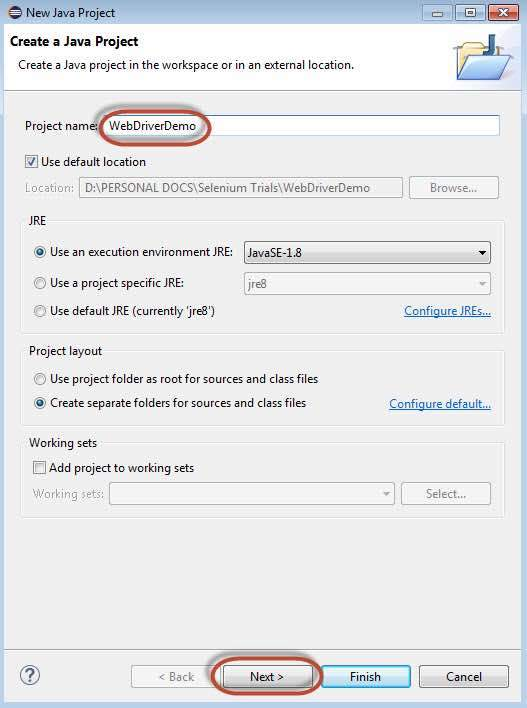 New Java Project
Create a Java Project
Create a Java project in the workspace or in an external location.
Project name: WebDriverDemo
Use default location
Location: D:\PERSONAL DOCS\Selenium Trials\WebDriverDemo Browse...
JRE
Use an execution environment JRE: JavaSE-1.8
Use a project specific JRE: jre8
Use default JRE (currently 'jre8') Configure JREs...
Project layout
Use project folder as root for sources and class files
Create separate folders for sources and class files Configure default...
Working sets
Add project to working sets
Working sets: Select...
? < Back Next > Finish Cancel